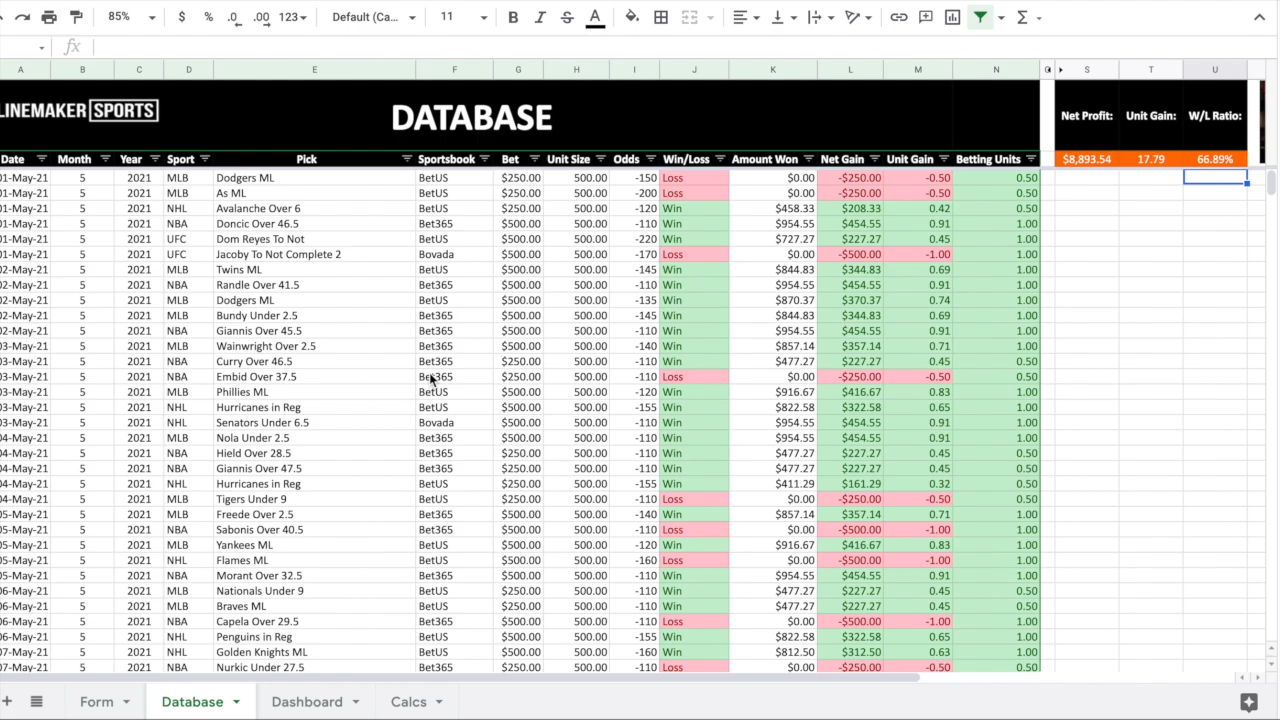 85% $ % .0 .00 123 Default (Ca... 11 B I S A Σ
fx
A B C D E F G H I J K L M N S T U
LINEMAKER SPORTS DATABASE Net Profit: Unit Gain: W/L Ratio:
Date Month Year Sport Pick Sportsbook Bet Unit Size Odds Win/Loss Amount Won Net Gain Unit Gain Betting Units $8,893.54 17.79 66.89%
01-May-21 5 2021 MLB Dodgers ML BetUS $250.00 500.00 -150 Loss $0.00 -$250.00 -0.50 0.50
01-May-21 5 2021 MLB As ML BetUS $250.00 500.00 -200 Loss $0.00 -$250.00 -0.50 0.50
01-May-21 5 2021 NHL Avalanche Over 6 BetUS $250.00 500.00 -120 Win $458.33 $208.33 0.42 0.50
01-May-21 5 2021 NBA Doncic Over 46.5 Bet365 $500.00 500.00 -110 Win $954.55 $454.55 0.91 1.00
01-May-21 5 2021 UFC Dom Reyes To Not BetUS $500.00 500.00 -220 Win $727.27 $227.27 0.45 1.00
01-May-21 5 2021 UFC Jacoby To Not Complete 2 Bovada $500.00 500.00 -170 Loss $0.00 -$500.00 -1.00 1.00
02-May-21 5 2021 MLB Twins ML BetUS $500.00 500.00 -145 Win $844.83 $344.83 0.69 1.00
02-May-21 5 2021 NBA Randle Over 41.5 Bet365 $500.00 500.00 -110 Win $954.55 $454.55 0.91 1.00
02-May-21 5 2021 MLB Dodgers ML BetUS $500.00 500.00 -135 Win $870.37 $370.37 0.74 1.00
02-May-21 5 2021 MLB Bundy Under 2.5 Bet365 $500.00 500.00 -145 Win $844.83 $344.83 0.69 1.00
02-May-21 5 2021 NBA Giannis Over 45.5 Bet365 $500.00 500.00 -110 Win $954.55 $454.55 0.91 1.00
03-May-21 5 2021 MLB Wainwright Over 2.5 Bet365 $500.00 500.00 -140 Win $857.14 $357.14 0.71 1.00
03-May-21 5 2021 NBA Curry Over 46.5 Bet365 $250.00 500.00 -110 Win $477.27 $227.27 0.45 0.50
03-May-21 5 2021 NBA Embid Over 37.5 Bet365 $250.00 500.00 -110 Loss $0.00 -$250.00 -0.50 0.50
03-May-21 5 2021 MLB Phillies ML BetUS $500.00 500.00 -120 Win $916.67 $416.67 0.83 1.00
03-May-21 5 2021 NHL Hurricanes in Reg BetUS $500.00 500.00 -155 Win $822.58 $322.58 0.65 1.00
03-May-21 5 2021 NHL Senators Under 6.5 Bovada $500.00 500.00 -110 Win $954.55 $454.55 0.91 1.00
04-May-21 5 2021 MLB Nola Under 2.5 Bet365 $500.00 500.00 -110 Win $954.55 $454.55 0.91 1.00
04-May-21 5 2021 NBA Hield Over 28.5 Bet365 $250.00 500.00 -110 Win $477.27 $227.27 0.45 0.50
04-May-21 5 2021 NBA Giannis Over 47.5 Bet365 $250.00 500.00 -110 Win $477.27 $227.27 0.45 0.50
04-May-21 5 2021 NHL Hurricanes in Reg BetUS $250.00 500.00 -155 Win $411.29 $161.29 0.32 0.50
04-May-21 5 2021 MLB Tigers Under 9 BetUS $250.00 500.00 -110 Loss $0.00 -$250.00 -0.50 0.50
05-May-21 5 2021 MLB Freede Over 2.5 BetUS $500.00 500.00 -140 Win $857.14 $357.14 0.71 1.00
05-May-21 5 2021 NBA Sabonis Over 40.5 Bet365 $500.00 500.00 -110 Loss $0.00 -$500.00 -1.00 1.00
05-May-21 5 2021 MLB Yankees ML BetUS $500.00 500.00 -120 Win $916.67 $416.67 0.83 1.00
05-May-21 5 2021 NHL Flames ML BetUS $500.00 500.00 -160 Loss $0.00 -$500.00 -1.00 1.00
05-May-21 5 2021 NBA Morant Over 32.5 Bet365 $500.00 500.00 -110 Win $954.55 $454.55 0.91 1.00
06-May-21 5 2021 MLB Nationals Under 9 BetUS $250.00 500.00 -110 Win $477.27 $227.27 0.45 0.50
06-May-21 5 2021 MLB Braves ML BetUS $250.00 500.00 -110 Win $477.27 $227.27 0.45 0.50
06-May-21 5 2021 NBA Capela Over 29.5 Bet365 $500.00 500.00 -110 Loss $0.00 -$500.00 -1.00 1.00
06-May-21 5 2021 NHL Penguins in Reg BetUS $500.00 500.00 -155 Win $822.58 $322.58 0.65 1.00
07-May-21 5 2021 NHL Golden Knights ML BetUS $500.00 500.00 -160 Win $812.50 $312.50 0.63 1.00
07-May-21 5 2021 NBA Nurkic Under 27.5 Bet365 $250.00 500.00 -110 Loss $0.00 -$250.00 -0.50 0.50
+ Form Database Dashboard Calcs